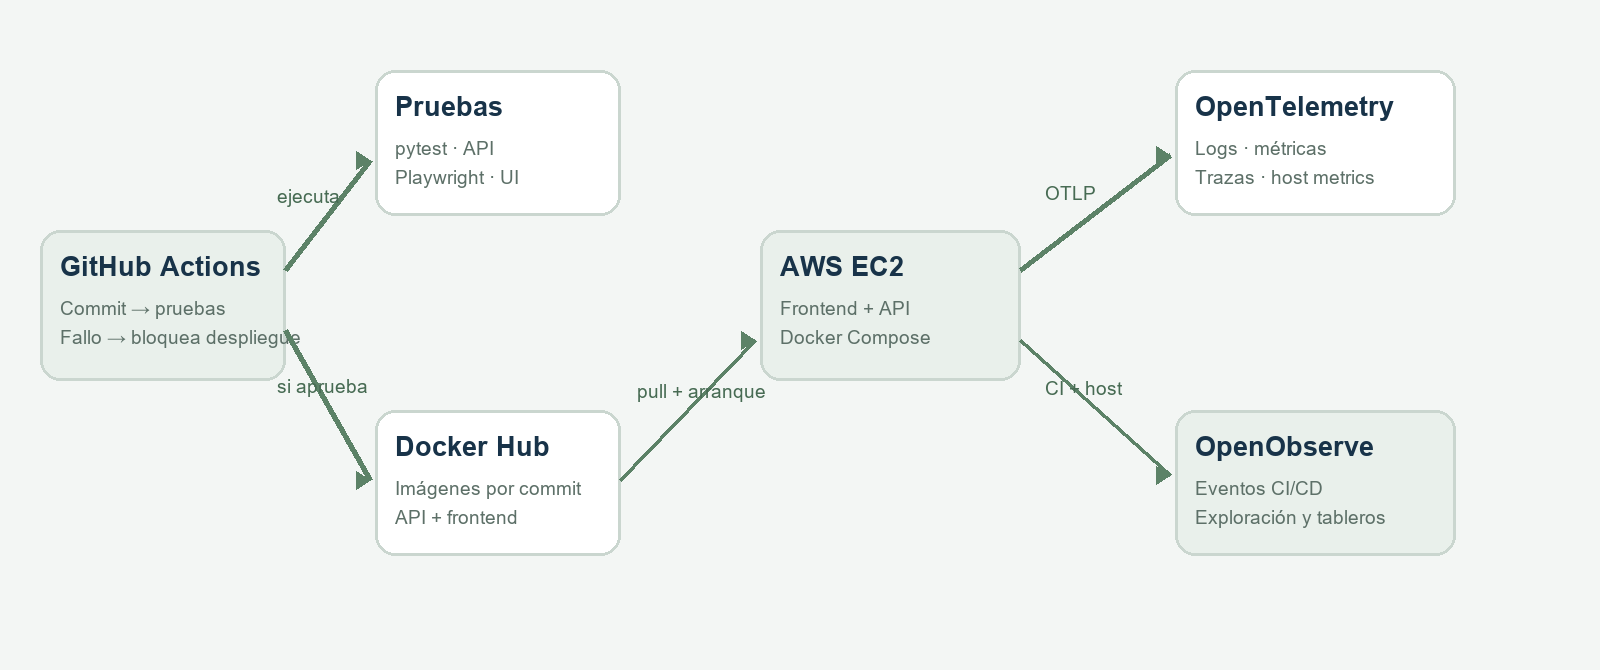 Pruebas
pytest · API
Playwright · UI
ejecuta
GitHub Actions
Commit → pruebas
Fallo → bloquea despliegue
si aprueba
Docker Hub
Imágenes por commit
API + frontend
pull + arranque
AWS EC2
Frontend + API
Docker Compose
OTLP
OpenTelemetry
Logs · métricas
Trazas · host metrics
CI + host
OpenObserve
Eventos CI/CD
Exploración y tableros